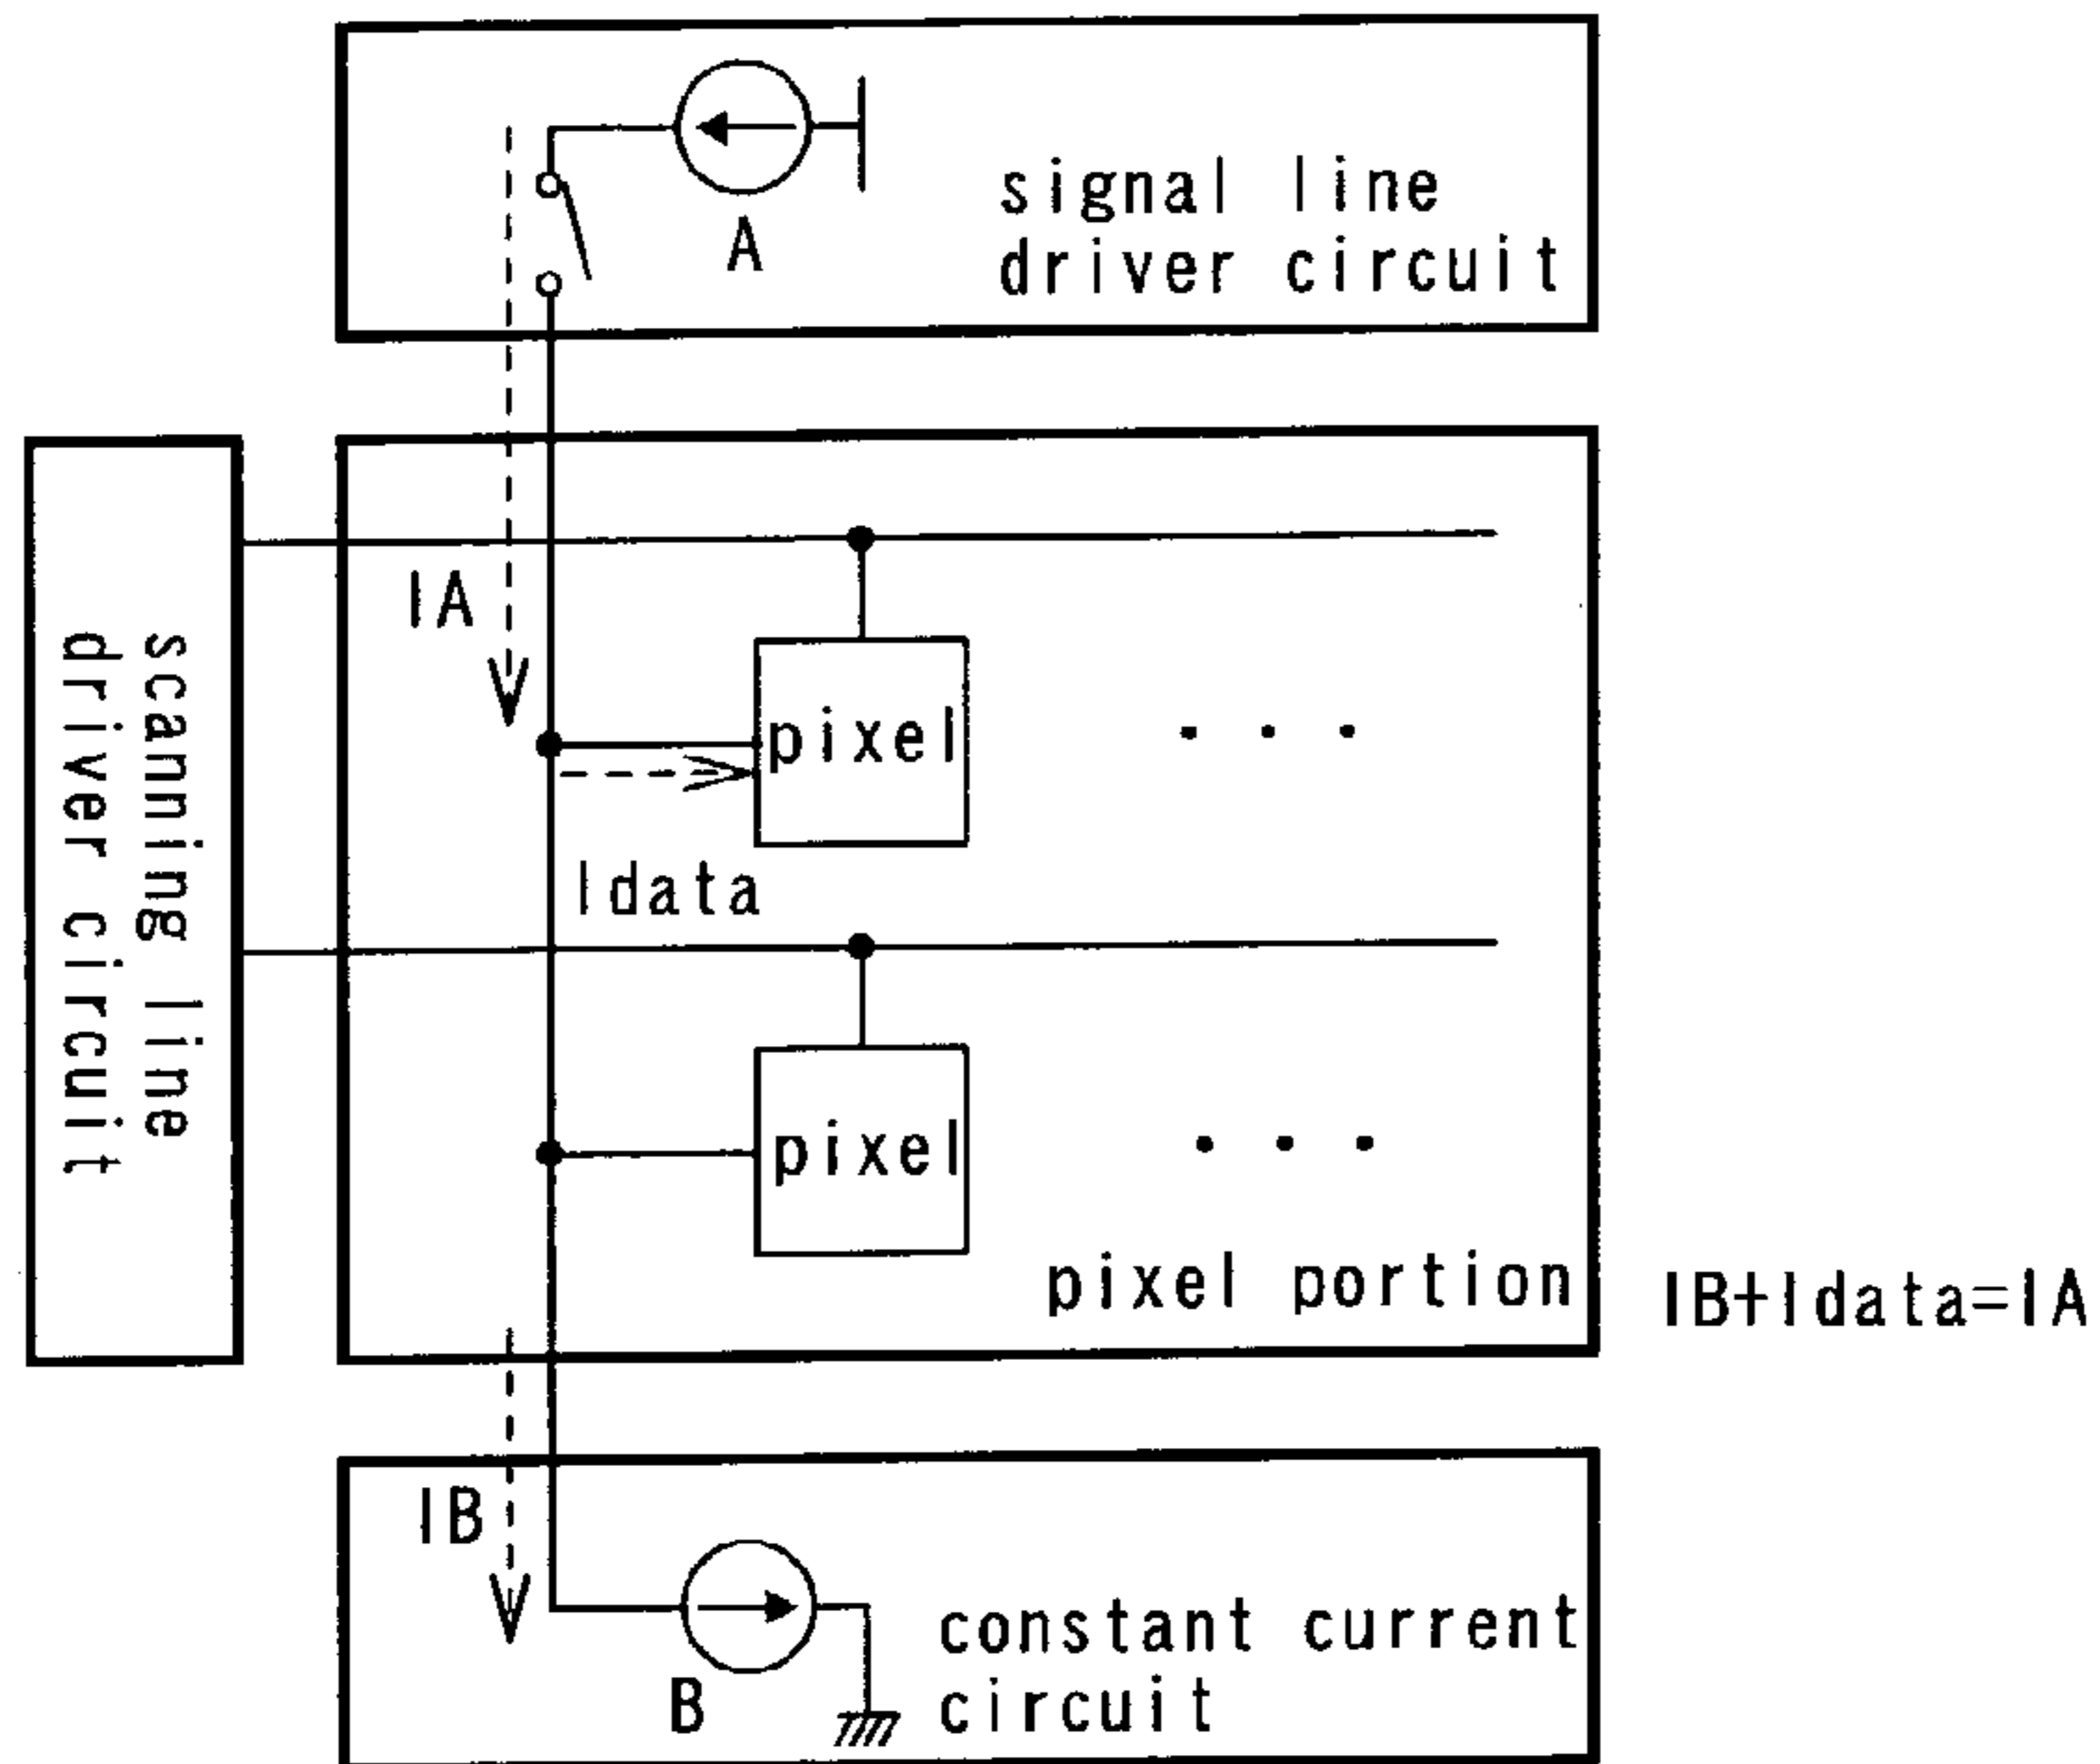 A
signal line
driver circuit
IA
scanning line
driver circuit
pixel
Idata
pixel
pixel portion
IB+Idata=IA
IB
B
constant current
circuit